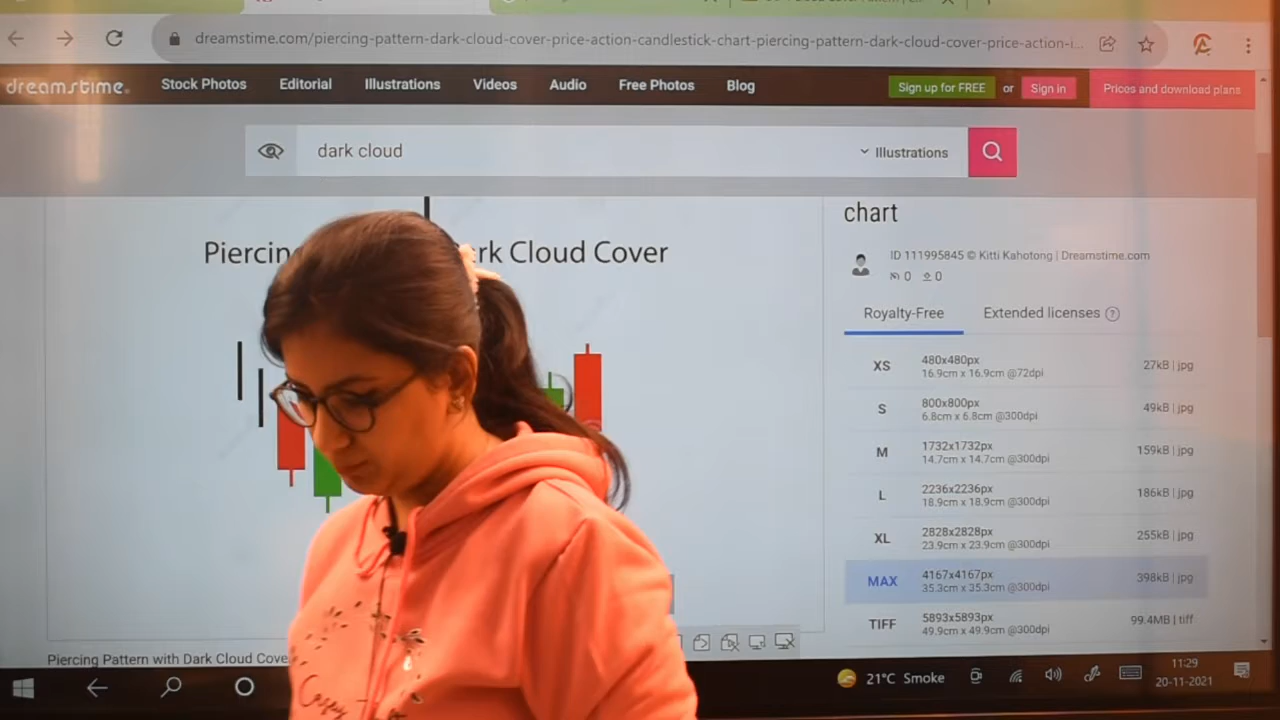 dreamstime.com/piercing-pattern-dark-cloud-cover-price-action-candlestick-chart-piercing-pattern-dark-cloud-cover-price-action-i...
dreamstime.
Stock Photos Editorial Illustrations Videos Audio Free Photos Blog Sign up for FREE or Sign in Prices and download plans
dark cloud Illustrations
chart
Piercin rk Cloud Cover
ID 111995845 © Kitti Kahotong | Dreamstime.com
0 0
Royalty-Free Extended licenses ?
XS 480x480px 27kB | jpg
16.9cm x 16.9cm @72dpi
S 800x800px 49kB | jpg
6.8cm x 6.8cm @300dpi
M 1732x1732px 159kB | jpg
14.7cm x 14.7cm @300dpi
L 2236x2236px 186kB | jpg
18.9cm x 18.9cm @300dpi
XL 2828x2828px 255kB | jpg
23.9cm x 23.9cm @300dpi
MAX 4167x4167px 398kB | jpg
35.3cm x 35.3cm @300dpi
TIFF 5893x5893px 99.4MB | tiff
49.9cm x 49.9cm @300dpi
Piercing Pattern with Dark Cloud Cove
21°C Smoke
11:29
20-11-2021